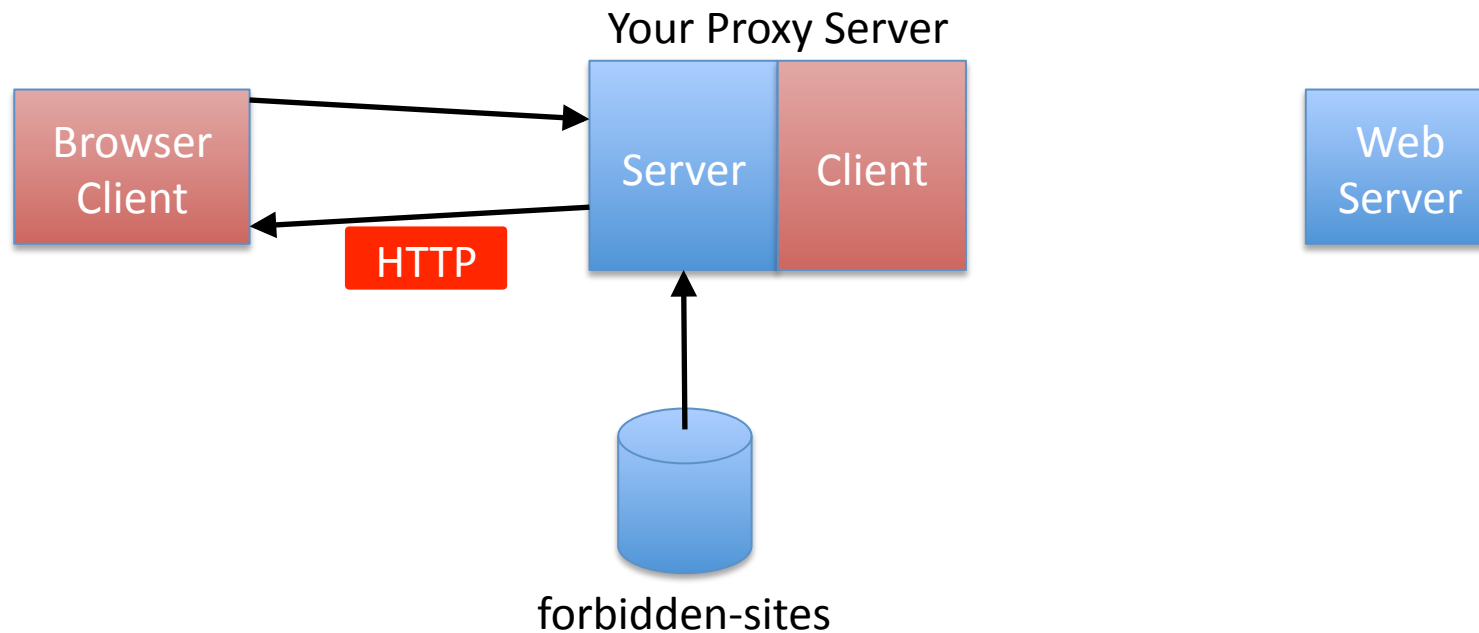 Your Proxy Server
Browser
Client
Server
Client
Web
Server
HTTP
forbidden-sites